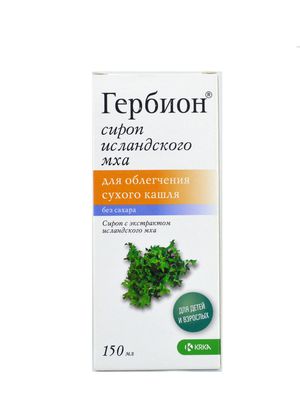 Гербион®
сироп
исландского
мха
для облегчения
сухого кашля
без сахара
Сироп с экстрактом
исландского мха
ДЛЯ ДЕТЕЙ
И ВЗРОСЛЫХ
150 мл
KRKA